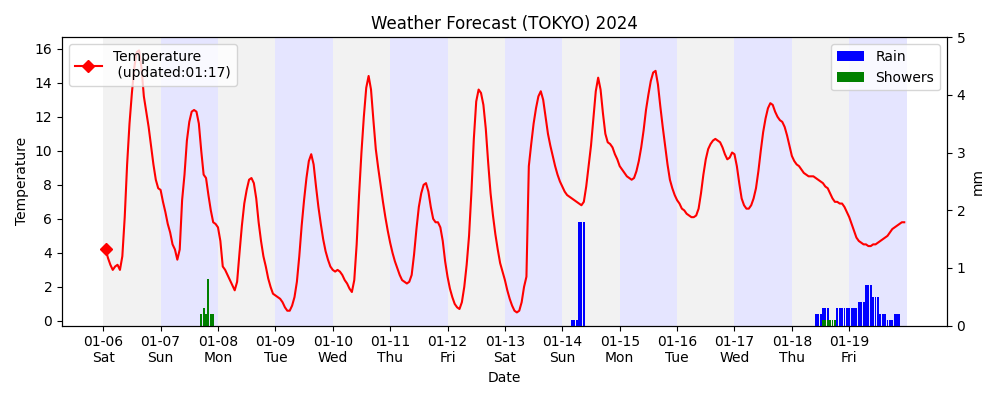 Weather Forecast (TOKYO) 2024
Temperature
(updated:01:17)
Rain
Showers
16
14
12
10
8
6
4
2
0
Temperature
5
4
3
2
1
0
mm
01-06 01-07 01-08 01-09 01-10 01-11 01-12 01-13 01-14 01-15 01-16 01-17 01-18 01-19
Sat Sun Mon Tue Wed Thu Fri Sat Sun Mon Tue Wed Thu Fri
Date